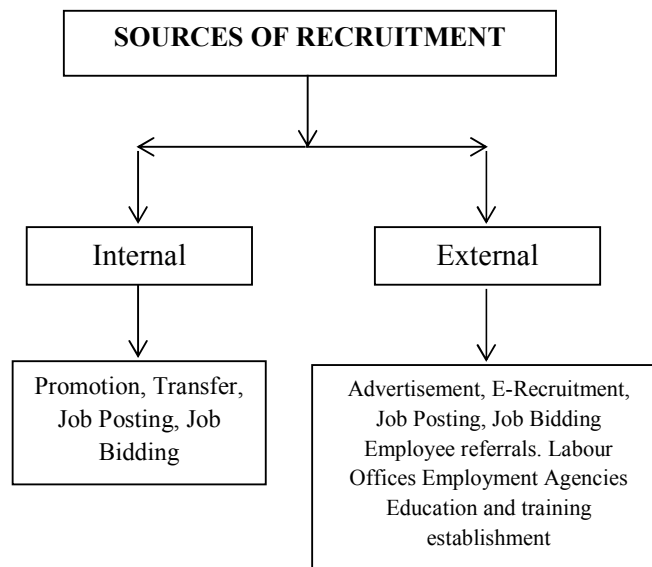 SOURCES OF RECRUITMENT
Internal
External
Promotion, Transfer,
Job Posting, Job
Bidding
Advertisement, E-Recruitment,
Job Posting, Job Bidding
Employee referrals. Labour
Offices Employment Agencies
Education and training
establishment